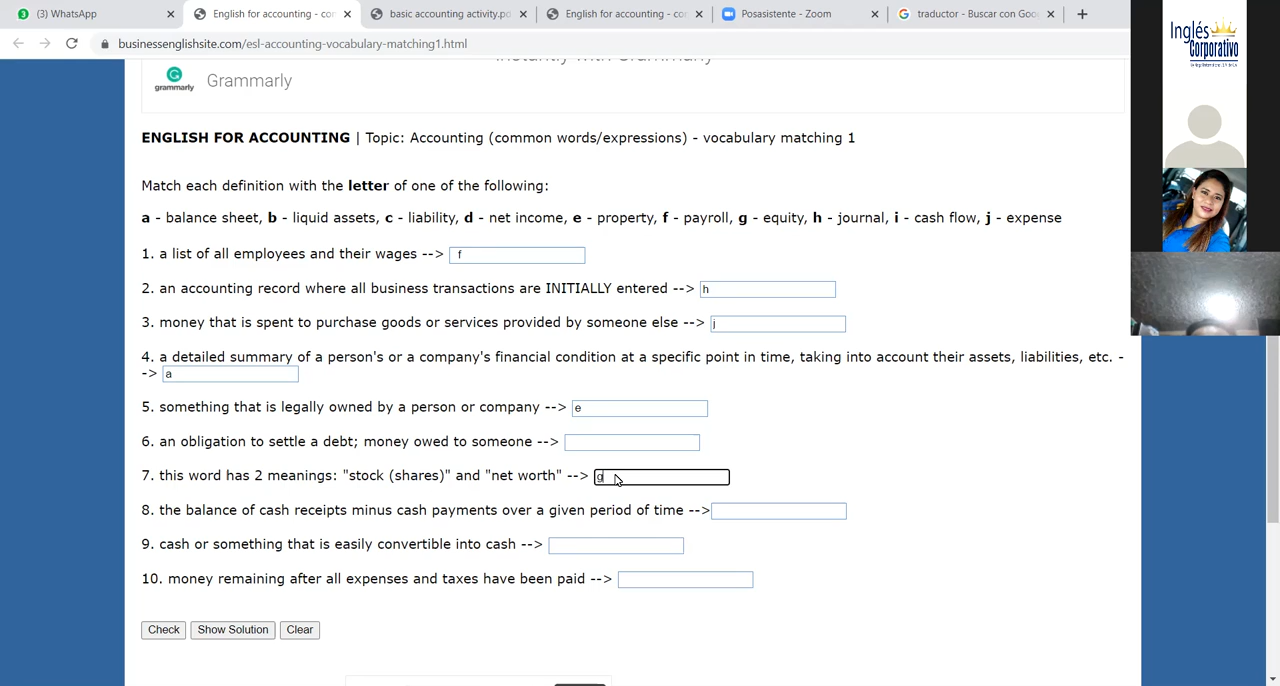 (3) WhatsApp
English for accounting - con
basic accounting activity.po
English for accounting - co
Posasistente - Zoom
traductor - Buscar con Goo
businessenglishsite.com/esl-accounting-vocabulary-matching1.html
Inglés
Corporativo
grammarly
Grammarly
ENGLISH FOR ACCOUNTING | Topic: Accounting (common words/expressions) - vocabulary matching 1
Match each definition with the letter of one of the following:
a - balance sheet, b - liquid assets, c - liability, d - net income, e - property, f - payroll, g - equity, h - journal, i - cash flow, j - expense
1. a list of all employees and their wages --> f
2. an accounting record where all business transactions are INITIALLY entered --> h
3. money that is spent to purchase goods or services provided by someone else --> j
4. a detailed summary of a person's or a company's financial condition at a specific point in time, taking into account their assets, liabilities, etc. -
-> a
5. something that is legally owned by a person or company --> e
6. an obligation to settle a debt; money owed to someone -->
7. this word has 2 meanings: "stock (shares)" and "net worth" --> g
8. the balance of cash receipts minus cash payments over a given period of time -->
9. cash or something that is easily convertible into cash -->
10. money remaining after all expenses and taxes have been paid -->
Check Show Solution Clear